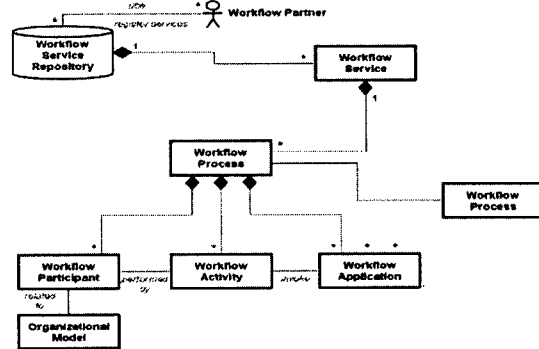 use
* Workflow Partner
* register services
Workflow
Service
Repository
1
*
Workflow
Service
1
*
Workflow
Process
Workflow
Process
* * * * *
Workflow
Participant
performed
by
Workflow
Activity
invoke
Workflow
Application
related
to
Organizational
Model